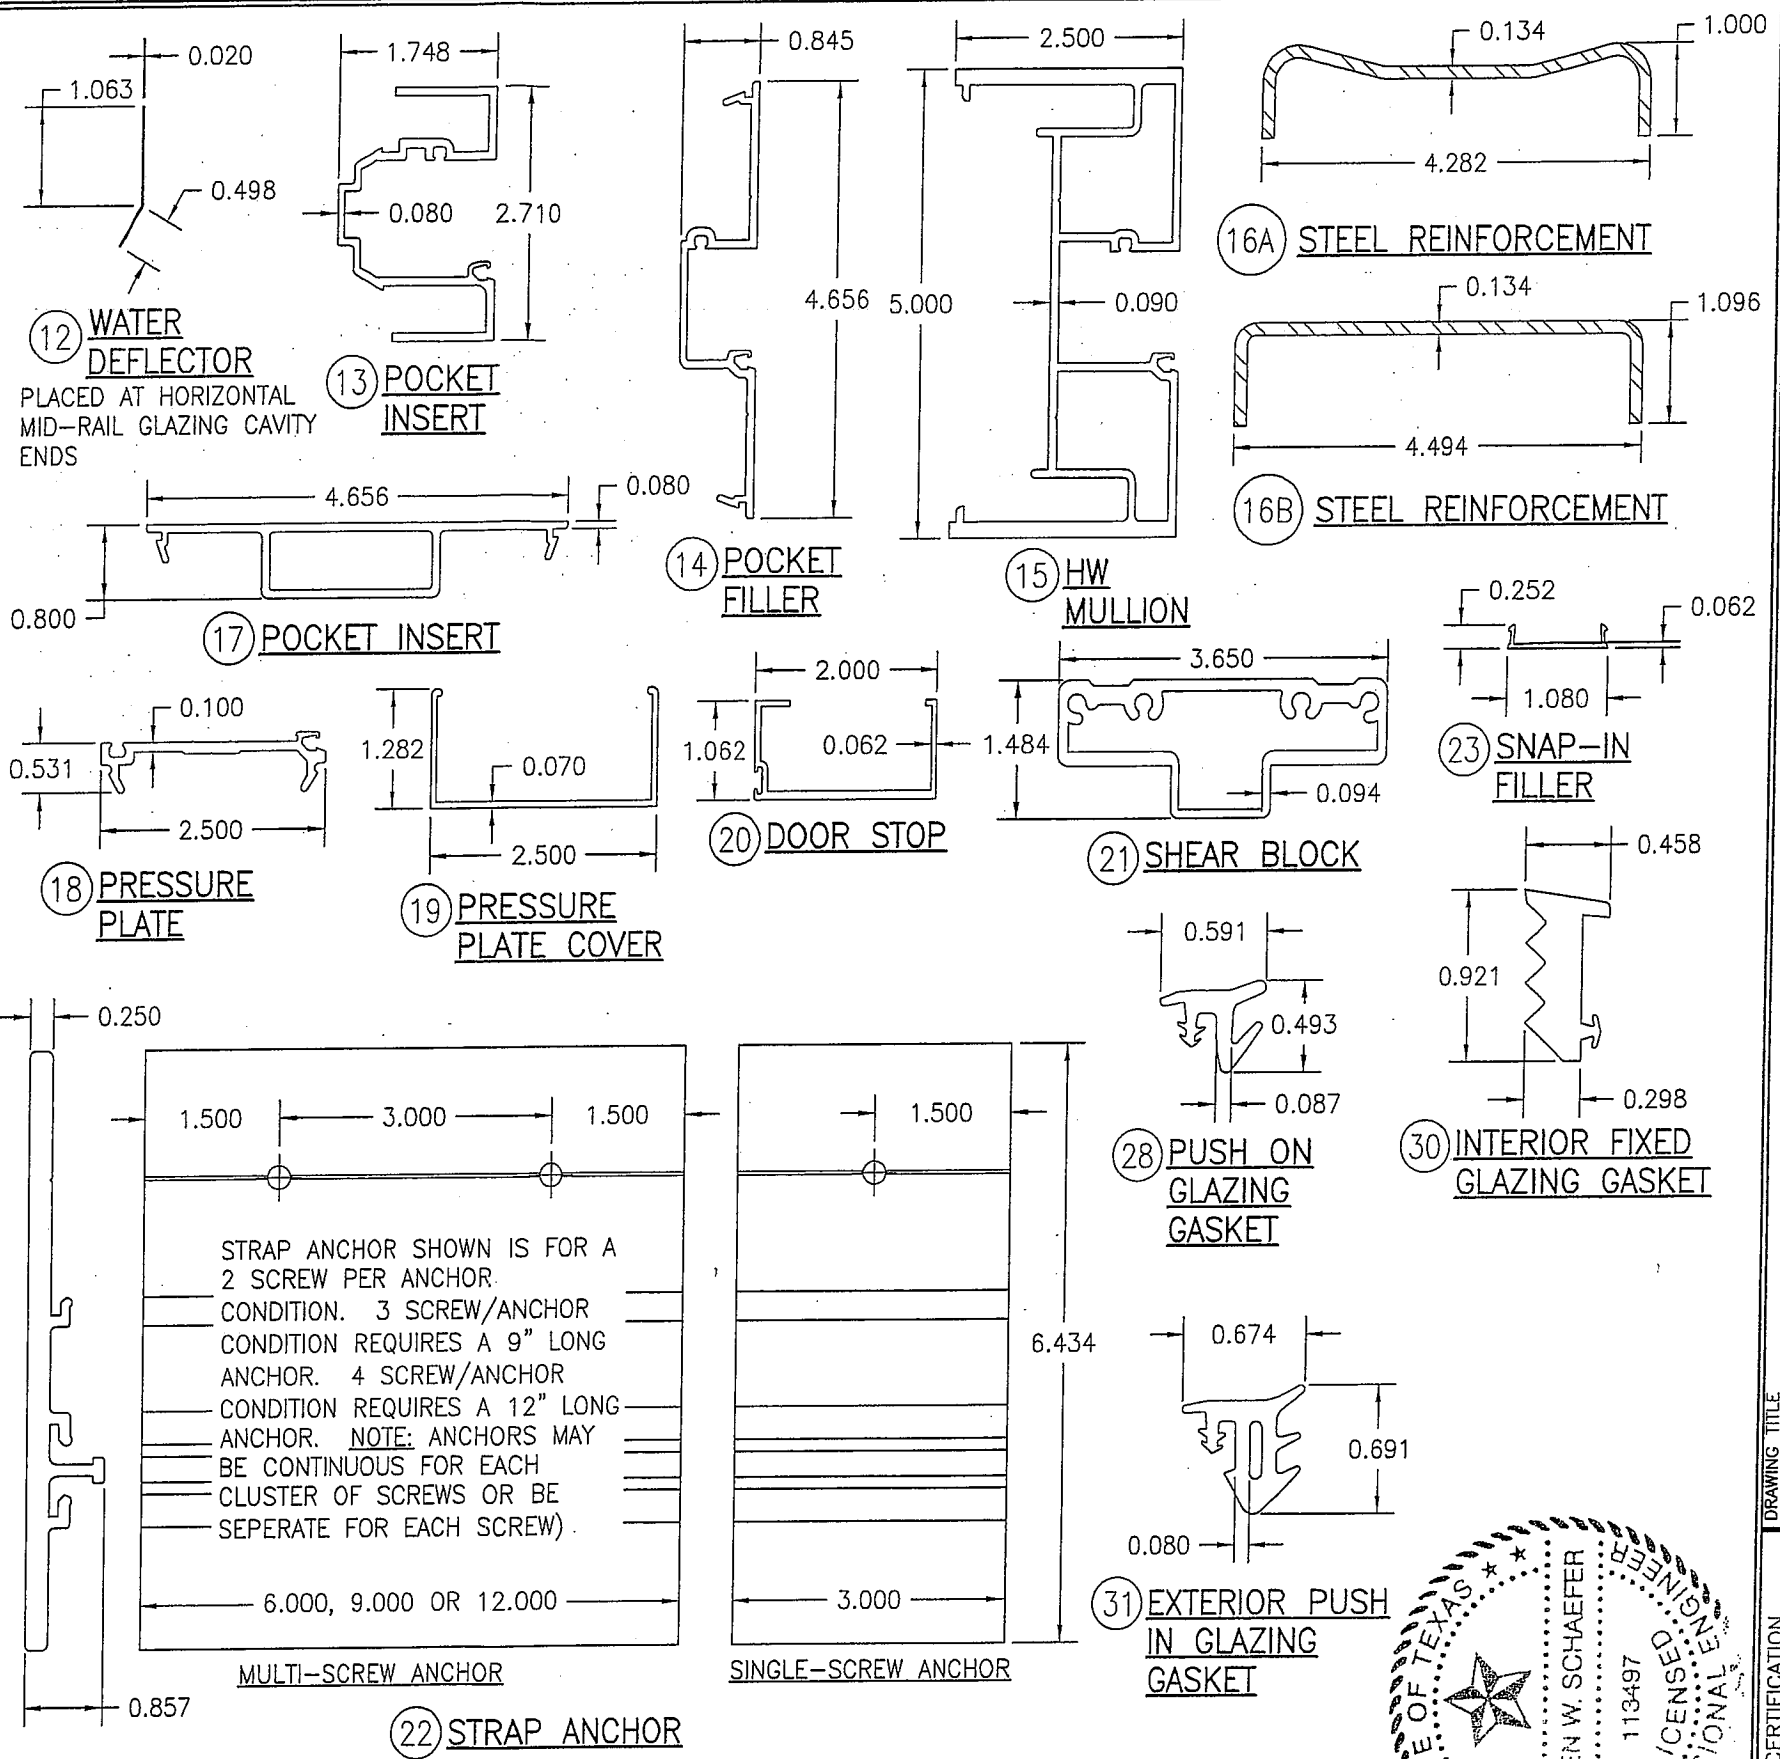 0.020
1.063
0.498
12 WATER
DEFLECTOR
PLACED AT HORIZONTAL
MID-RAIL GLAZING CAVITY
ENDS
1.748
0.080
2.710
13 POCKET
INSERT
0.845
4.656
14 POCKET
FILLER
2.500
5.000
0.090
15 HW
MULLION
0.134
1.000
4.282
16A STEEL REINFORCEMENT
0.134
1.096
4.494
16B STEEL REINFORCEMENT
4.656
0.080
0.800
17 POCKET INSERT
0.100
0.531
2.500
18 PRESSURE
PLATE
1.282
0.070
2.500
19 PRESSURE
PLATE COVER
2.000
1.062
0.062
20 DOOR STOP
3.650
1.484
0.094
21 SHEAR BLOCK
0.252
0.062
1.080
23 SNAP-IN
FILLER
0.591
0.493
0.087
28 PUSH ON
GLAZING
GASKET
0.458
0.921
0.298
30 INTERIOR FIXED
GLAZING GASKET
0.250
1.500
3.000
1.500
STRAP ANCHOR SHOWN IS FOR A
2 SCREW PER ANCHOR
CONDITION. 3 SCREW/ANCHOR
CONDITION REQUIRES A 9" LONG
ANCHOR. 4 SCREW/ANCHOR
CONDITION REQUIRES A 12" LONG
ANCHOR. NOTE: ANCHORS MAY
BE CONTINUOUS FOR EACH
CLUSTER OF SCREWS OR BE
SEPERATE FOR EACH SCREW)
6.000, 9.000 OR 12.000
MULTI-SCREW ANCHOR
0.857
1.500
6.434
3.000
SINGLE-SCREW ANCHOR
22 STRAP ANCHOR
0.674
0.691
0.080
31 EXTERIOR PUSH
IN GLAZING
GASKET
E OF TEXAS
EN W. SCHAEFER
113497
ICENSED
IONAL ENGINEER
DRAWING TITLE
CERTIFICATION